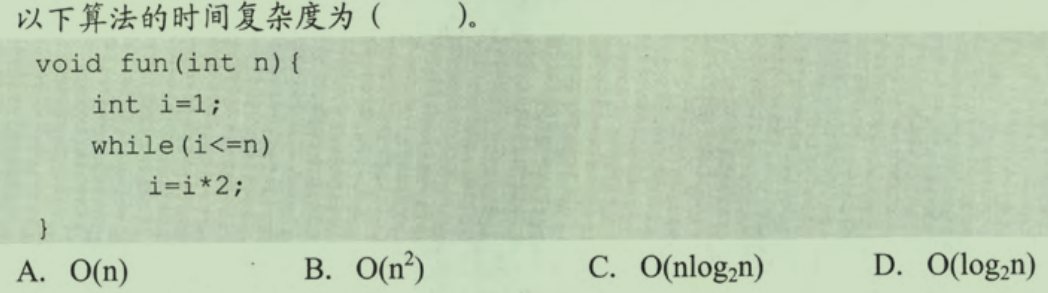 以下算法的时间复杂度为（　　）。
void fun(int n){
int i=1;
while(i<=n)
i=i*2;
}
A. O(n) B. O(n²) C. O(nlog₂n) D. O(log₂n)